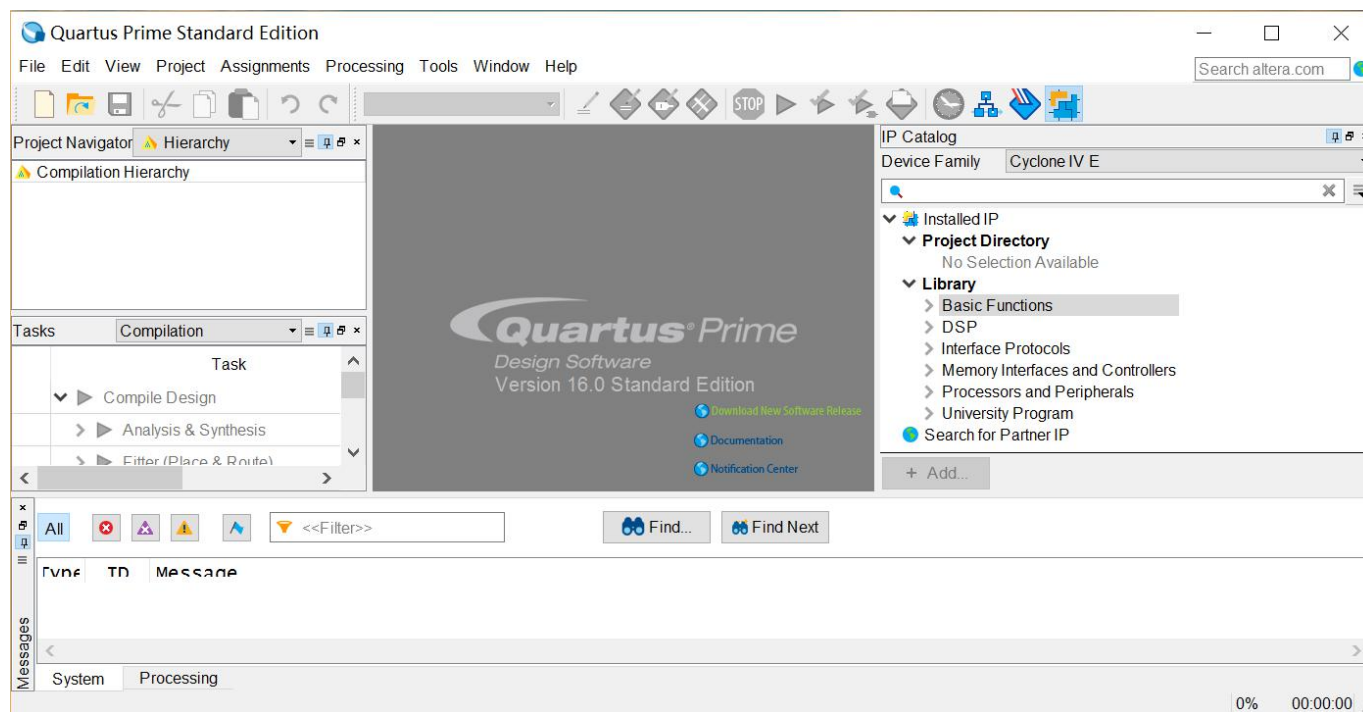 Quartus Prime Standard Edition
File Edit View Project Assignments Processing Tools Window Help
Search altera.com
STOP
Project Navigator Hierarchy
Compilation Hierarchy
Tasks Compilation
Task
Compile Design
Analysis & Synthesis
Fitter (Place & Route)
Quartus® Prime
Design Software
Version 16.0 Standard Edition
Download New Software Release
Documentation
Notification Center
IP Catalog
Device Family Cyclone IV E
Installed IP
Project Directory
No Selection Available
Library
Basic Functions
DSP
Interface Protocols
Memory Interfaces and Controllers
Processors and Peripherals
University Program
Search for Partner IP
+ Add...
All <<Filter>> Find... Find Next
Type ID Message
Messages
System Processing
0% 00:00:00